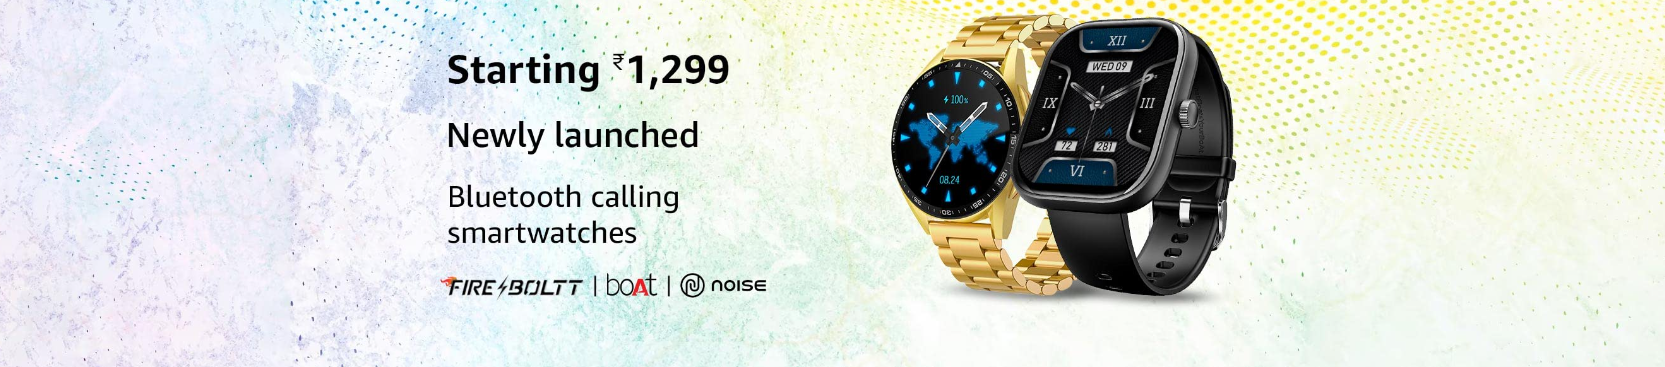 Starting ₹1,299
Newly launched
Bluetooth calling
smartwatches
FIRE BOLTT | boAt | NOISE
100%
08.24
XII
WED 09
IX
III
72
281
VI